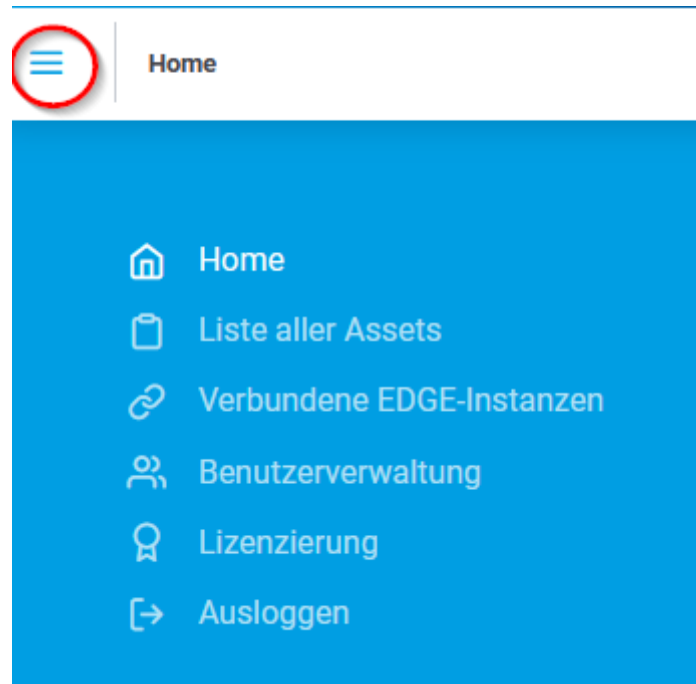 Home
Home
Liste aller Assets
Verbundene EDGE-Instanzen
Benutzerverwaltung
Lizenzierung
Ausloggen